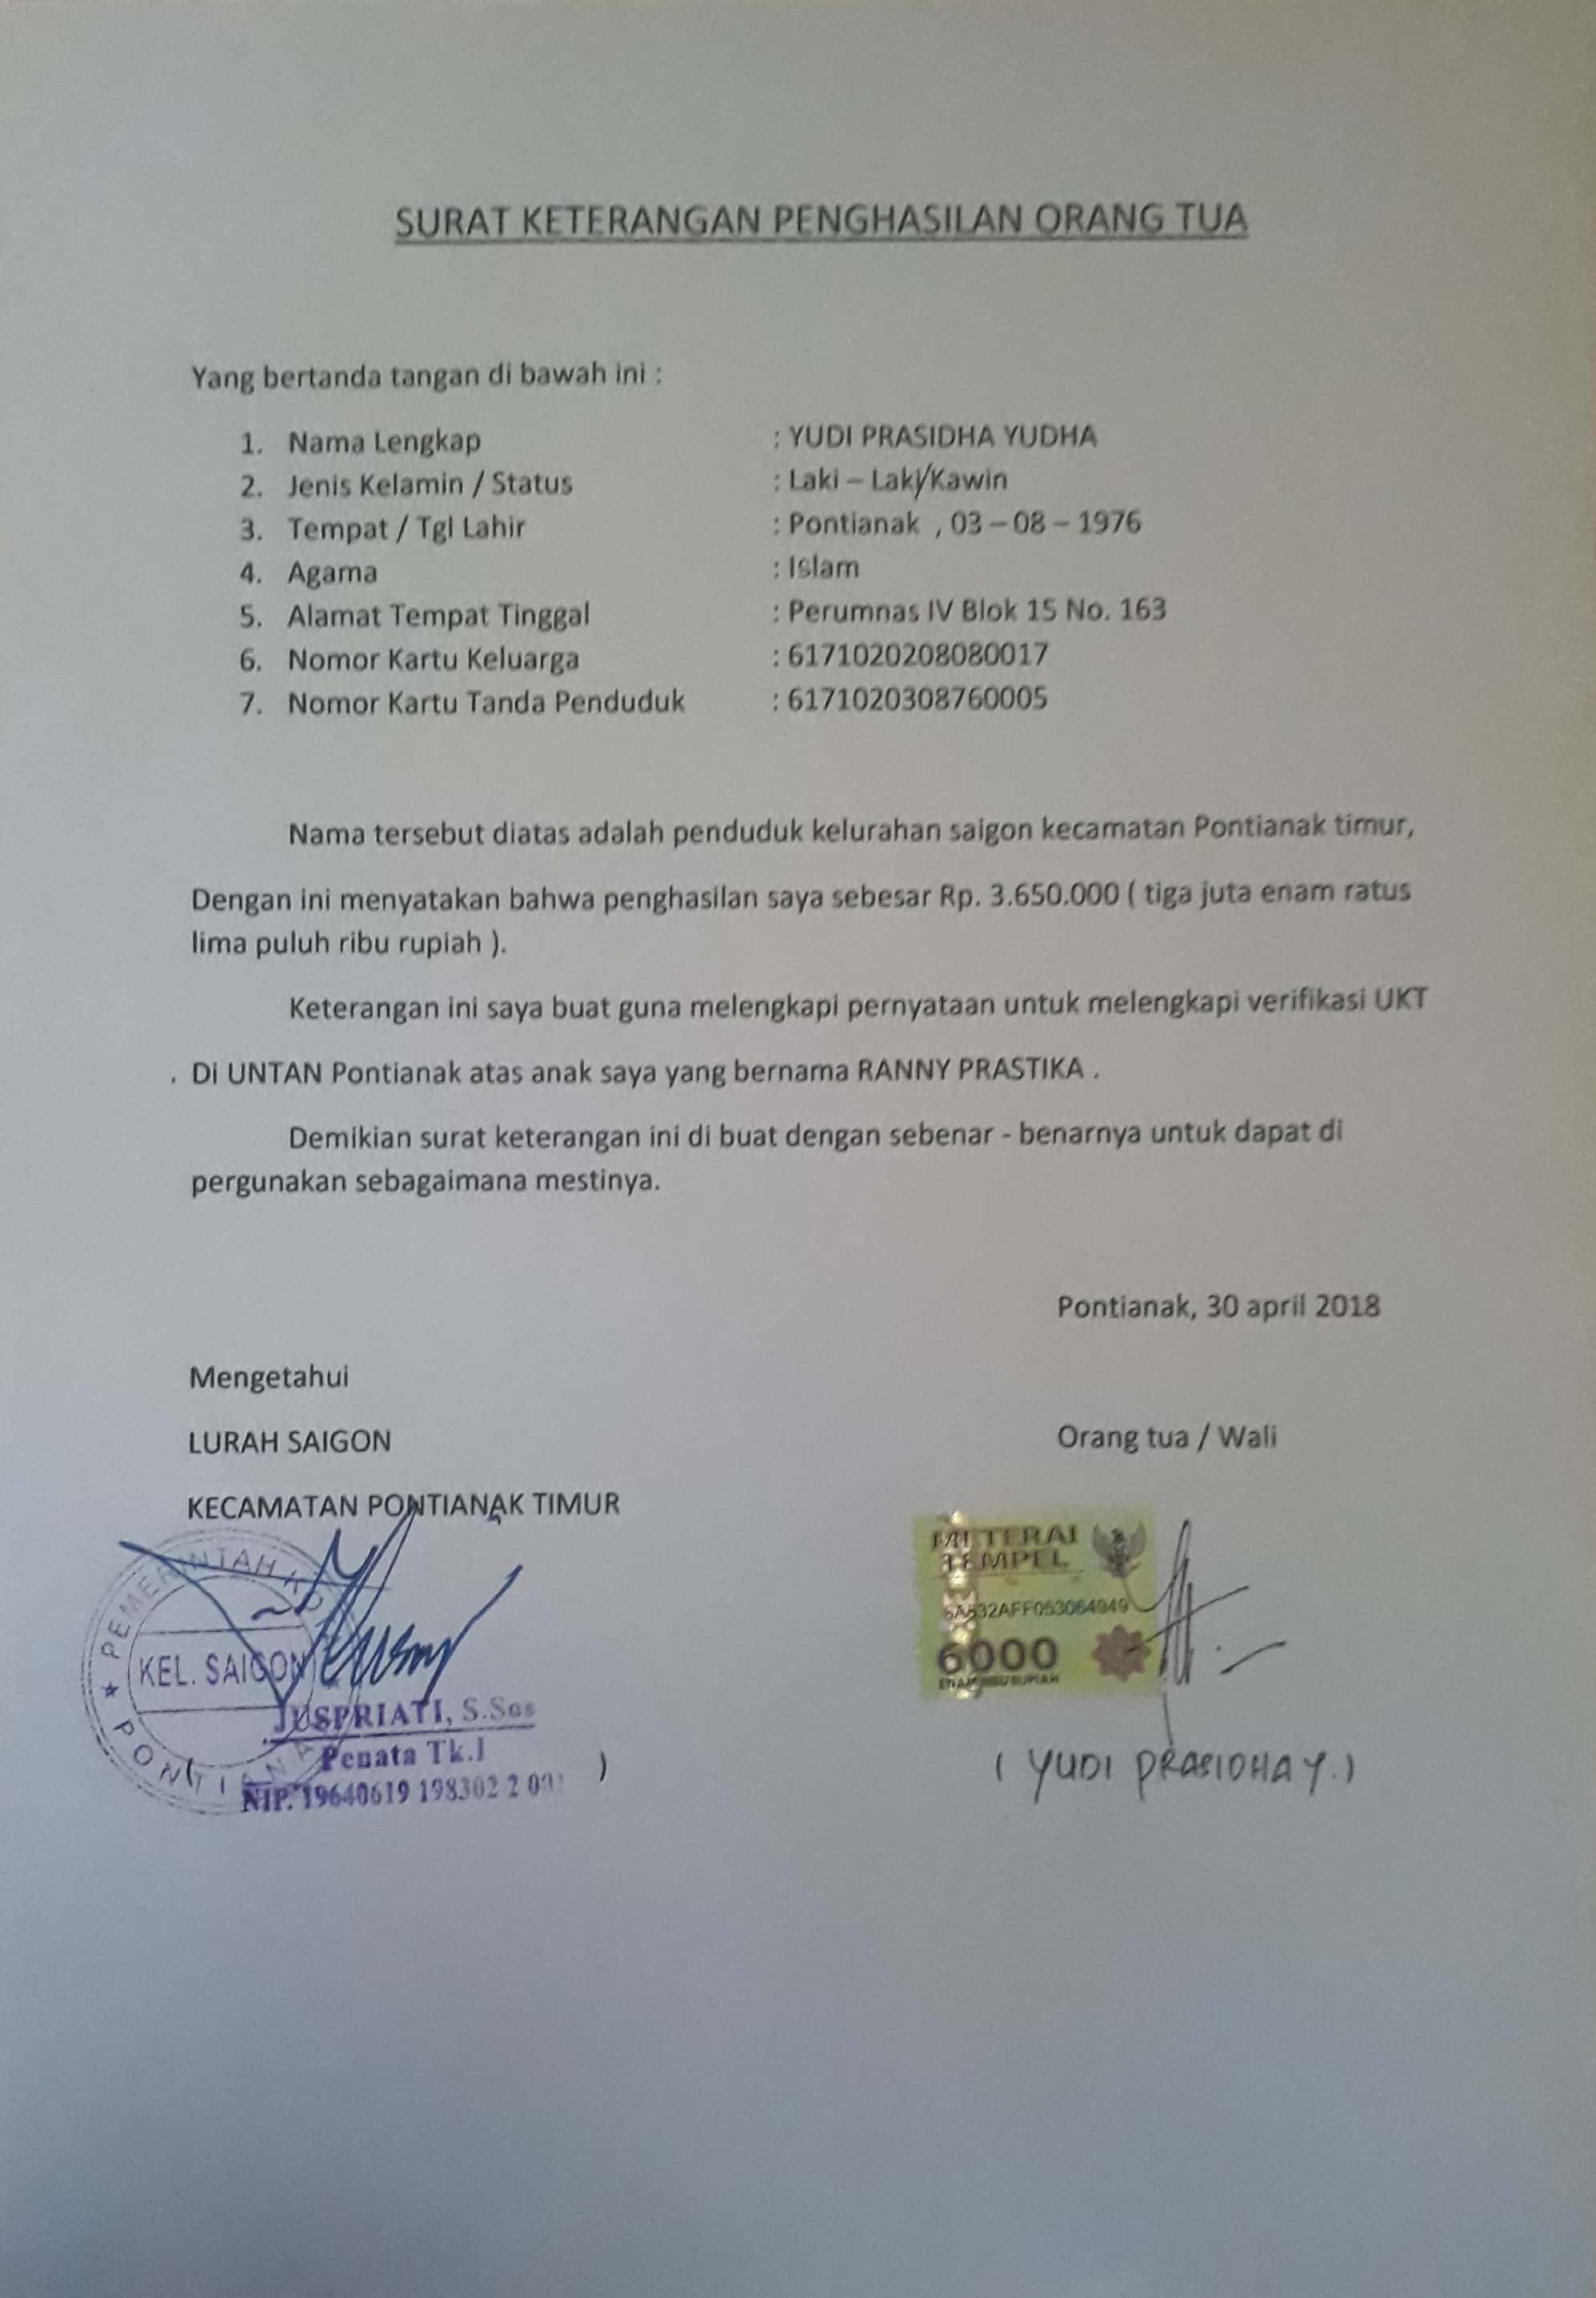 SURAT KETERANGAN PENGHASILAN ORANG TUA
Yang bertanda tangan di bawah ini :
1. Nama Lengkap : YUDI PRASIDHA YUDHA
2. Jenis Kelamin / Status : Laki – Laki/Kawin
3. Tempat / Tgl Lahir : Pontianak , 03 – 08 – 1976
4. Agama : Islam
5. Alamat Tempat Tinggal : Perumnas IV Blok 15 No. 163
6. Nomor Kartu Keluarga : 6171020208080017
7. Nomor Kartu Tanda Penduduk : 6171020308760005
Nama tersebut diatas adalah penduduk kelurahan saigon kecamatan Pontianak timur,
Dengan ini menyatakan bahwa penghasilan saya sebesar Rp. 3.650.000 ( tiga juta enam ratus
lima puluh ribu rupiah ).
Keterangan ini saya buat guna melengkapi pernyataan untuk melengkapi verifikasi UKT
. Di UNTAN Pontianak atas anak saya yang bernama RANNY PRASTIKA .
Demikian surat keterangan ini di buat dengan sebenar - benarnya untuk dapat di
pergunakan sebagaimana mestinya.
Pontianak, 30 april 2018
Mengetahui
LURAH SAIGON
Orang tua / Wali
KECAMATAN PONTIANAK TIMUR
PEMERINTAH
KEL. SAIGON
PONTIANAK
JUSPRIATI, S.Sos
Penata Tk.I
NIP. 19640619 198302 2
( )
METERAI
TEMPEL
6000
ENAM RIBU RUPIAH
( YUDI PRASIDHA Y.)